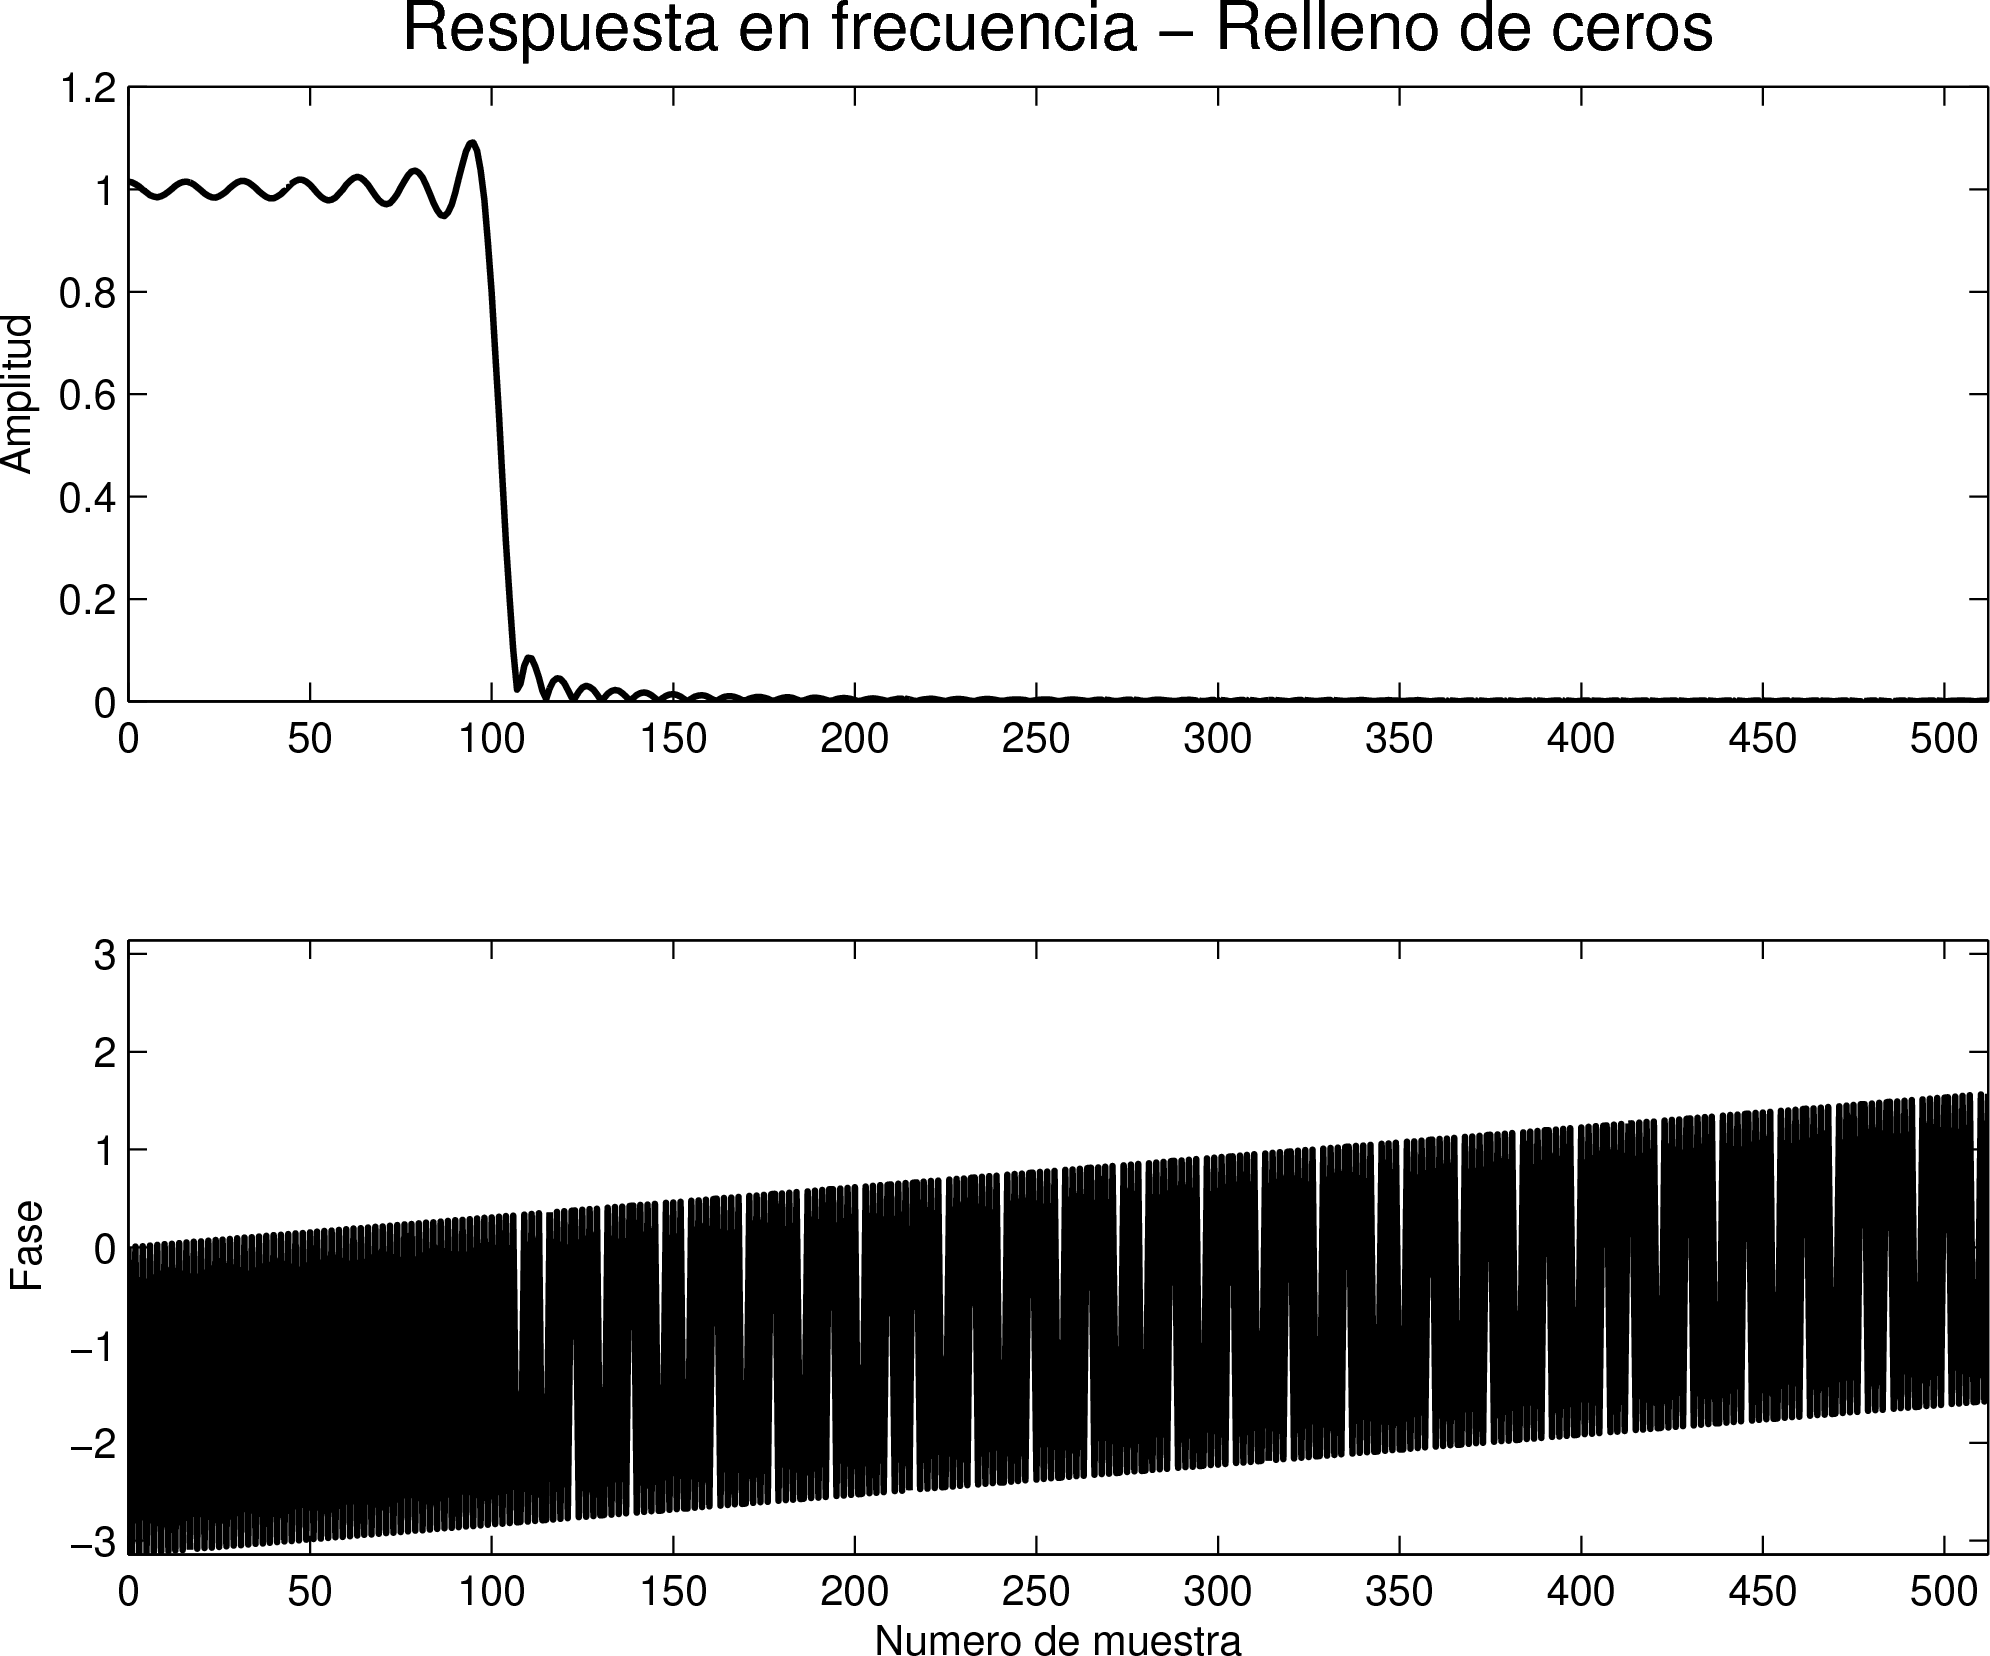 Respuesta en frecuencia – Relleno de ceros
1.2
1
0.8
0.6
0.4
0.2
0
Amplitud
0 50 100 150 200 250 300 350 400 450 500
3
2
1
0
−1
−2
−3
Fase
0 50 100 150 200 250 300 350 400 450 500
Numero de muestra